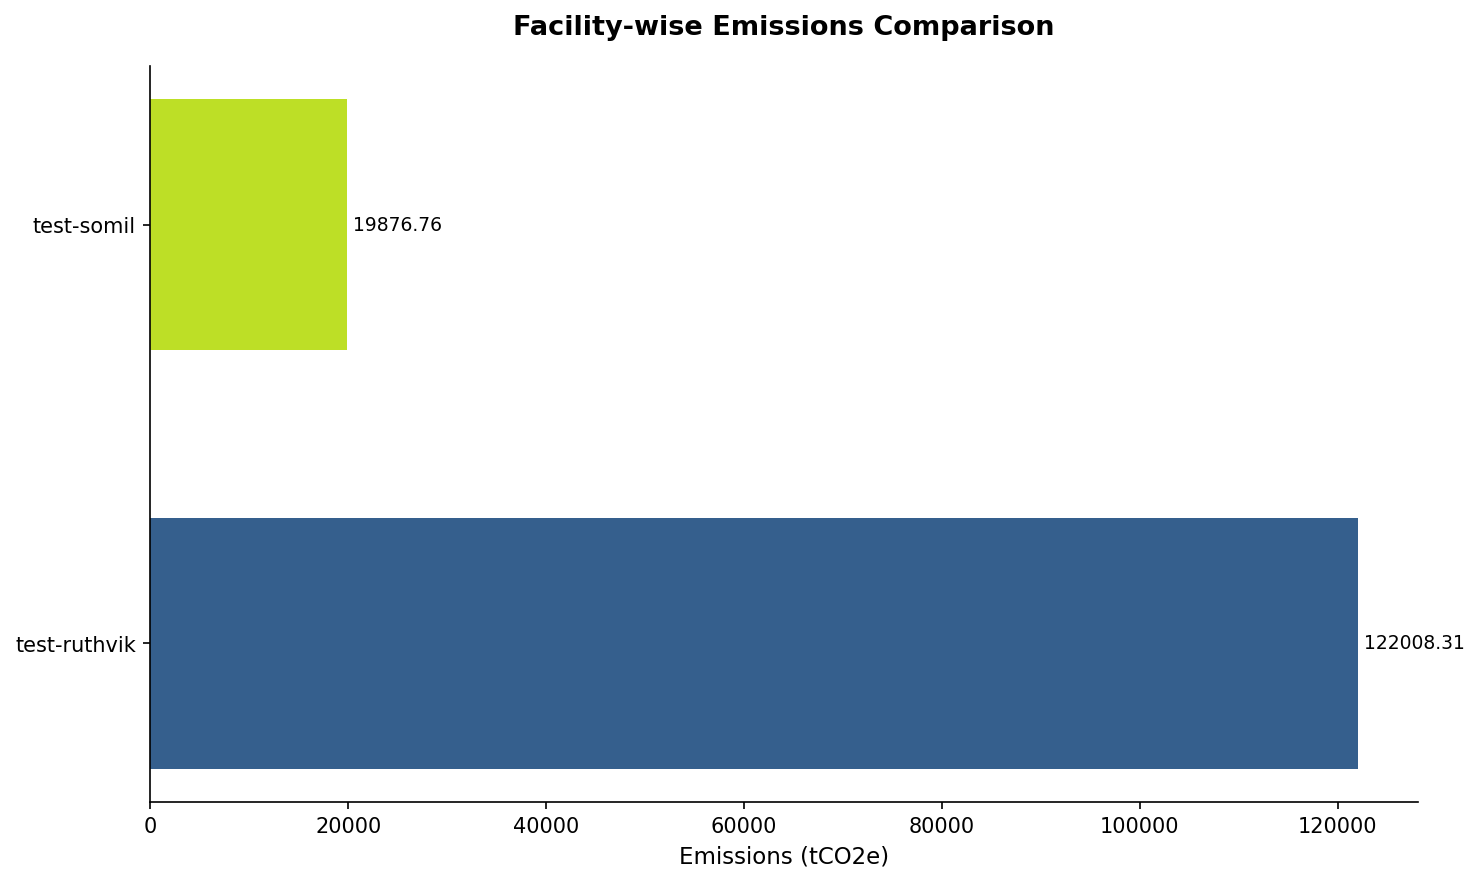 Facility-wise Emissions Comparison
test-somil
19876.76
test-ruthvik
122008.31
0 20000 40000 60000 80000 100000 120000
Emissions (tCO2e)